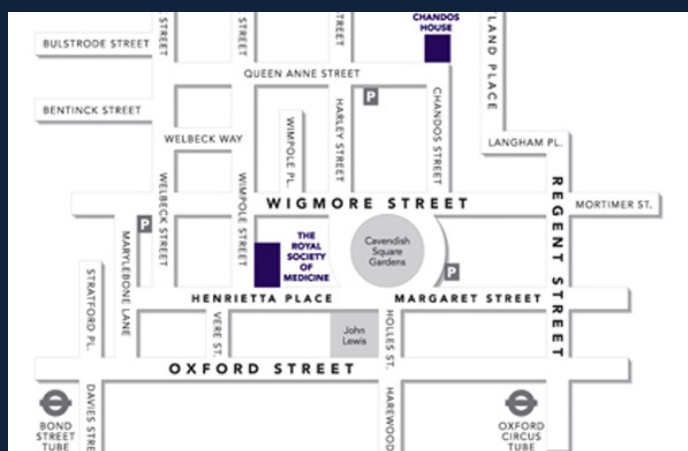 STREET
STREET
STREET
CHANDOS
HOUSE
TLAND PLACE
BULSTRODE STREET
QUEEN ANNE STREET
P
BENTINCK STREET
WELBECK WAY
WIMPOLE PL.
HARLEY STREET
CHANDOS STREET
LANGHAM PL.
WELBECK STREET
WIMPOLE STREET
WIGMORE STREET
MORTIMER ST.
REGENT STREET
P
MARYLEBONE LANE
THE
ROYAL
SOCIETY
OF
MEDICINE
Cavendish
Square
Gardens
P
STRATFORD PL.
HENRIETTA PLACE
MARGARET STREET
VERE ST.
John
Lewis
HOLLES ST.
OXFORD STREET
DAVIES STRE
HAREWOOD
BOND
STREET
TUBE
OXFORD
CIRCUS
TUBE